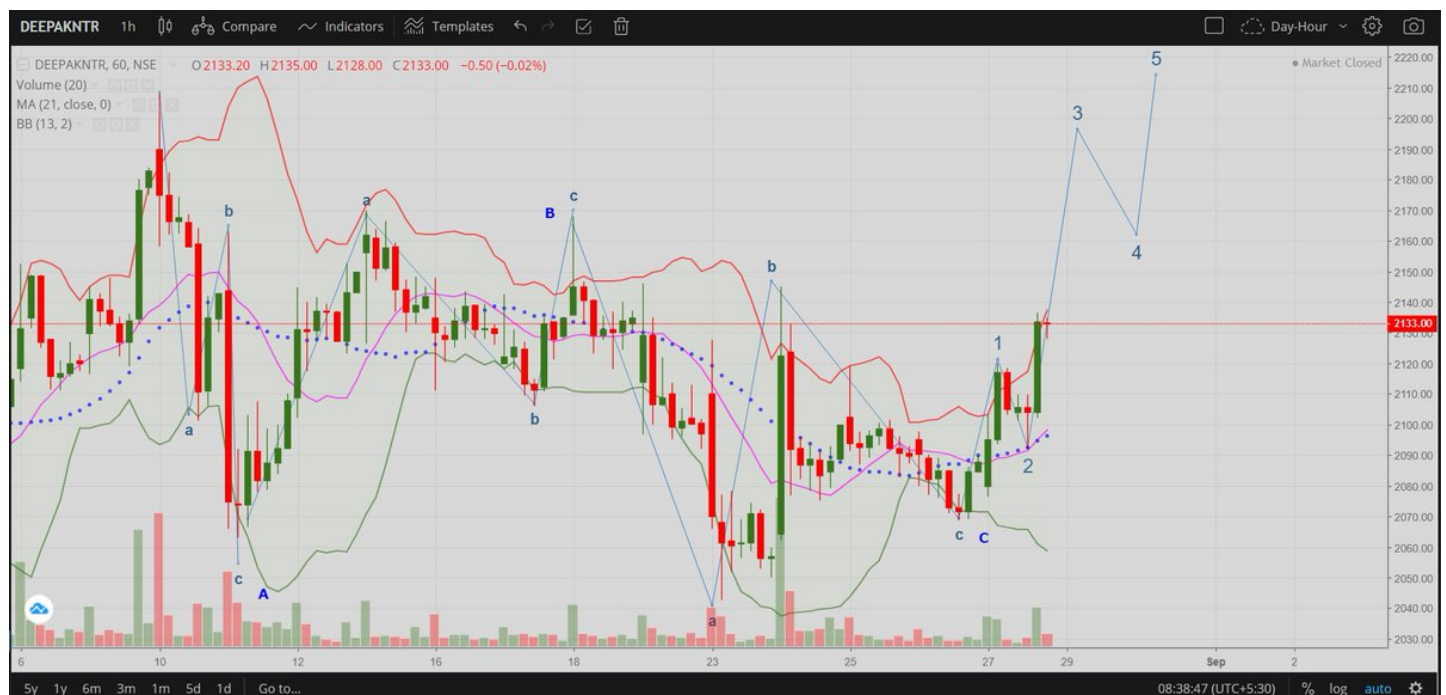 DEEPAKNTR 1h Compare Indicators Templates Day-Hour
DEEPAKNTR, 60, NSE O2133.20 H2135.00 L2128.00 C2133.00 −0.50 (−0.02%)
Market Closed
Volume (20)
MA (21, close, 0)
BB (13, 2)
5
3
4
a
b
c
B
b
a
b
1
2
b
c
A
a
c
C
2220.00
2210.00
2200.00
2190.00
2180.00
2170.00
2160.00
2150.00
2140.00
2133.00
2130.00
2120.00
2110.00
2100.00
2090.00
2080.00
2070.00
2060.00
2050.00
2040.00
2030.00
6 10 12 16 18 23 25 27 29 Sep 2
5y 1y 6m 3m 1m 5d 1d Go to... 08:38:47 (UTC+5:30) % log auto